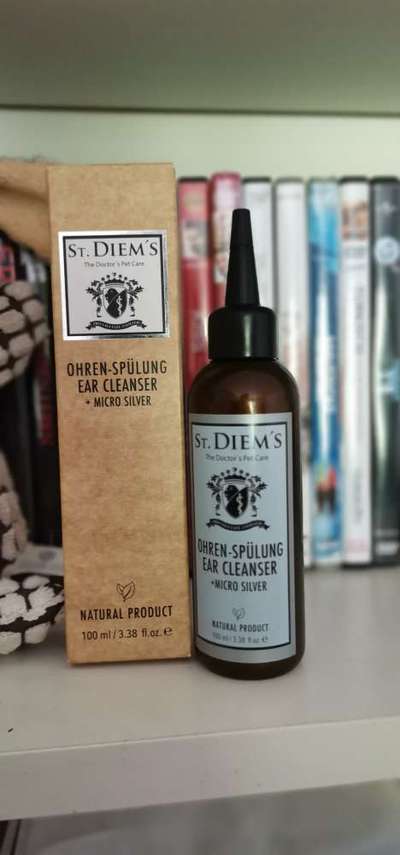 ST. DIEM´S
The Doctor´s Pet Care
OHREN-SPÜLUNG
EAR CLEANSER
+ MICRO SILVER
NATURAL PRODUCT
100 ml / 3.38 fl.oz. ℮
ST. DIEM´S
The Doctor´s Pet Care
OHREN-SPÜLUNG
EAR CLEANSER
+MICRO SILVER
NATURAL PRODUCT
100 ml / 3.38 fl.oz ℮